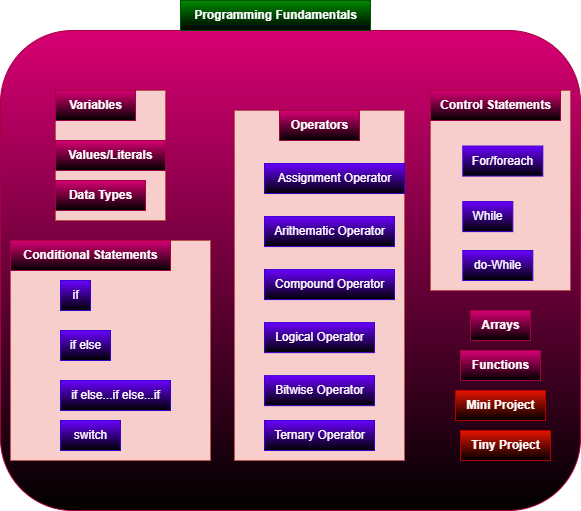 Programming Fundamentals
Variables
Values/Literals
Data Types
Conditional Statements
if
if else
if else...if else...if
switch
Operators
Assignment Operator
Arithematic Operator
Compound Operator
Logical Operator
Bitwise Operator
Ternary Operator
Control Statements
For/foreach
While
do-While
Arrays
Functions
Mini Project
Tiny Project